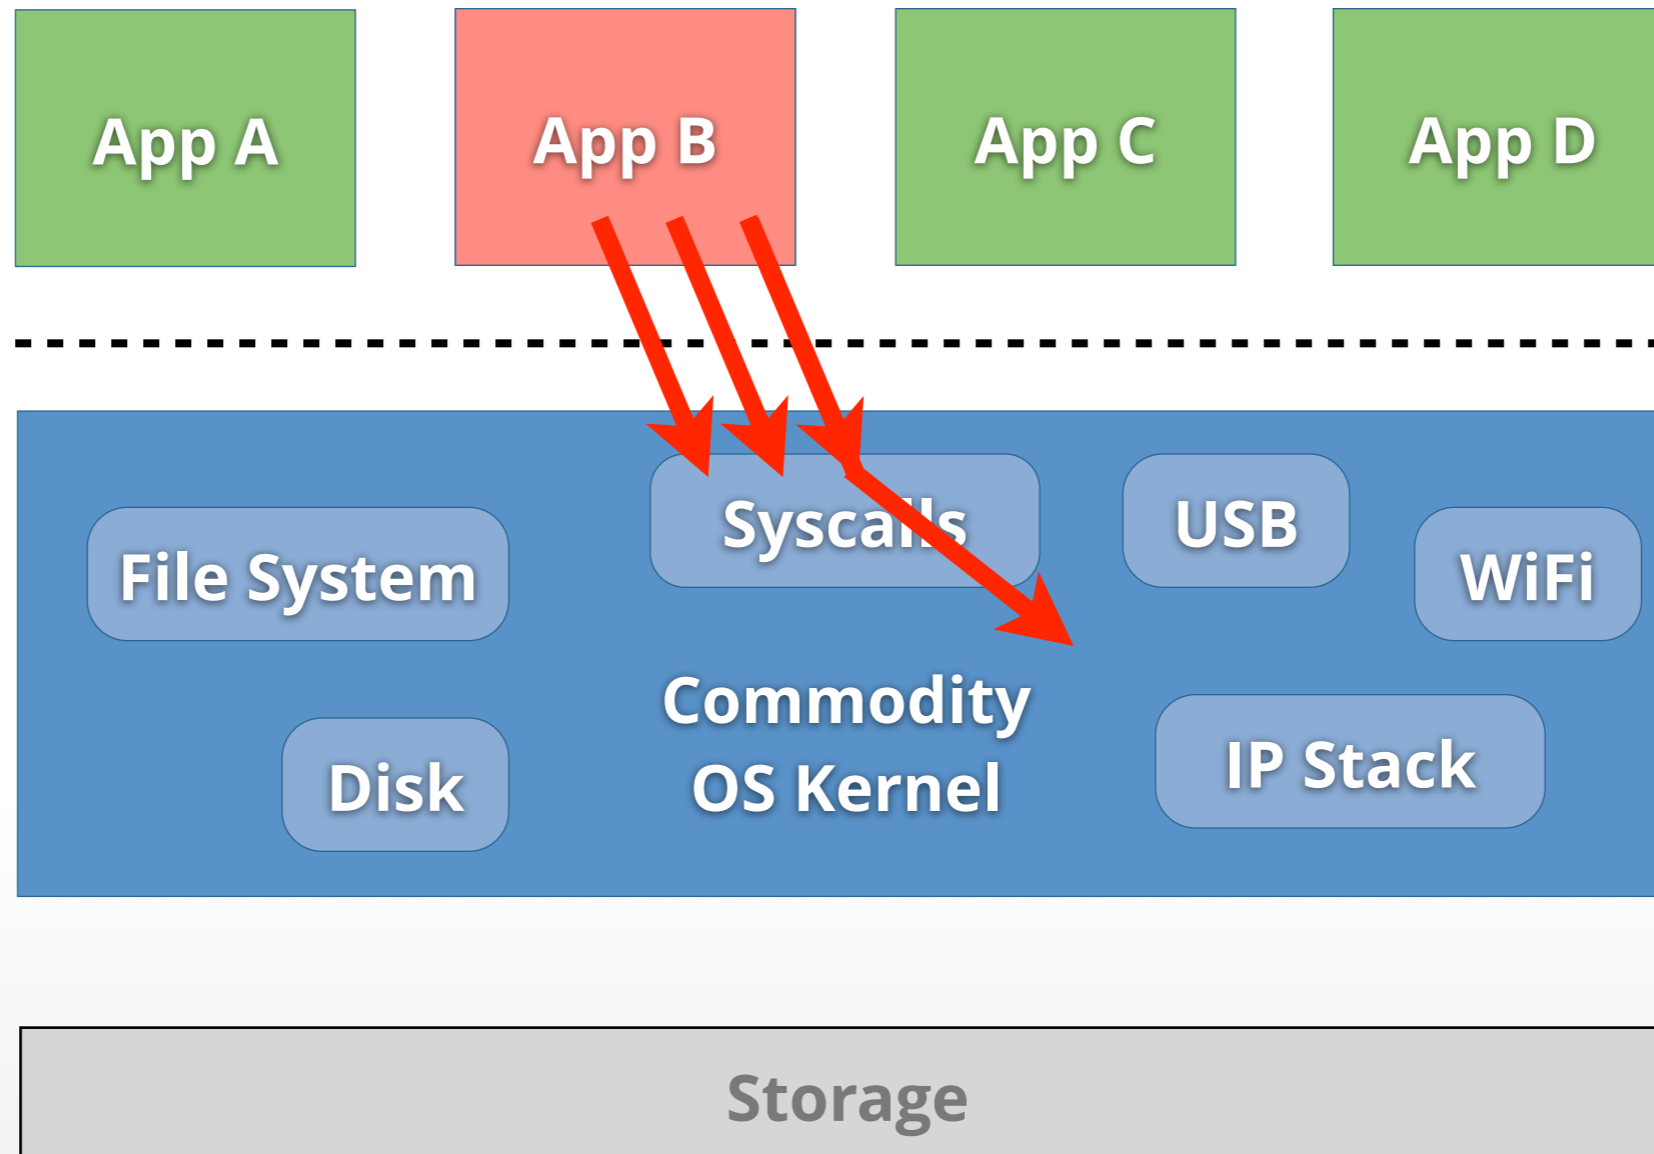 App A
App B
App C
App D
Syscalls
USB
File System
WiFi
Commodity
OS Kernel
IP Stack
Disk
Storage